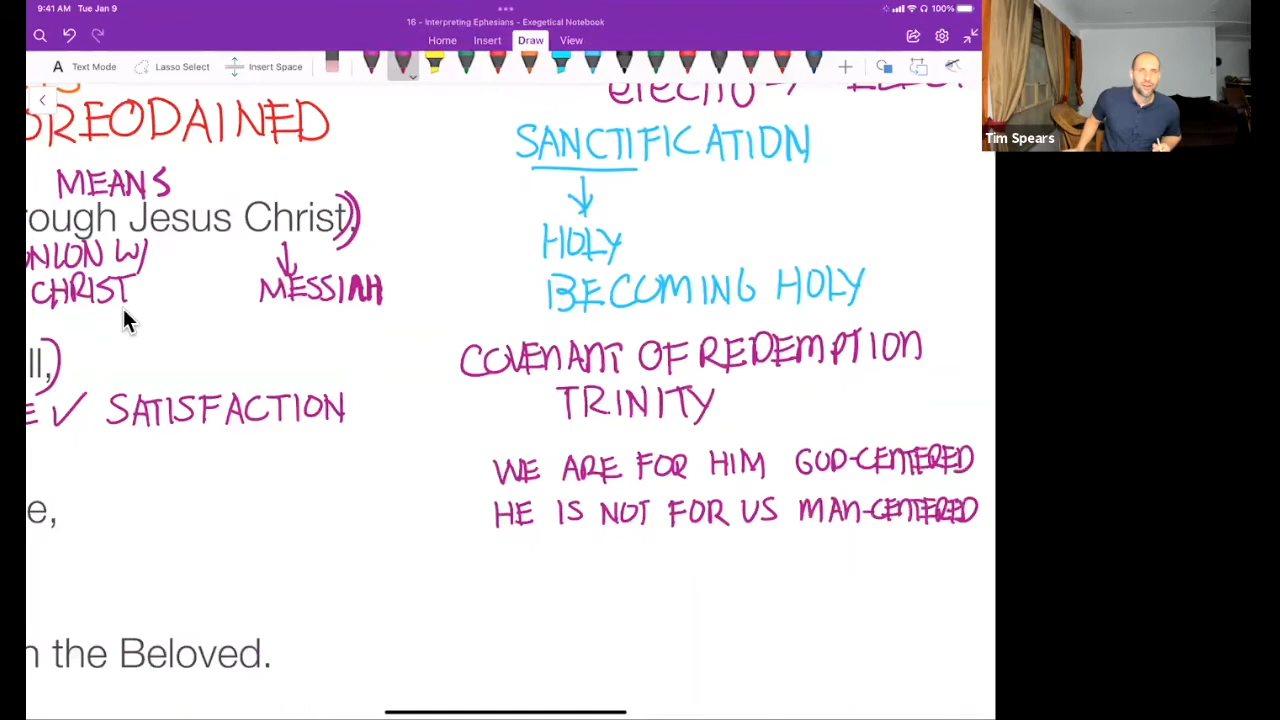 9:41 AM Tue Jan 9
100%
16 - Interpreting Ephesians - Exegetical Notebook
Home Insert Draw View
Text Mode Lasso Select Insert Space
Tim Spears
OREODAINED
SANCTIFICATION
MEANS
rough Jesus Christ,)
HOLY
NION W/
CHRIST
MESSIAH
BECOMING HOLY
COVENANT OF REDEMPTION
ll,)
TRINITY
E ✓ SATISFACTION
WE ARE FOR HIM GOD-CENTERED
HE IS NOT FOR US MAN-CENTERED
e,
n the Beloved.